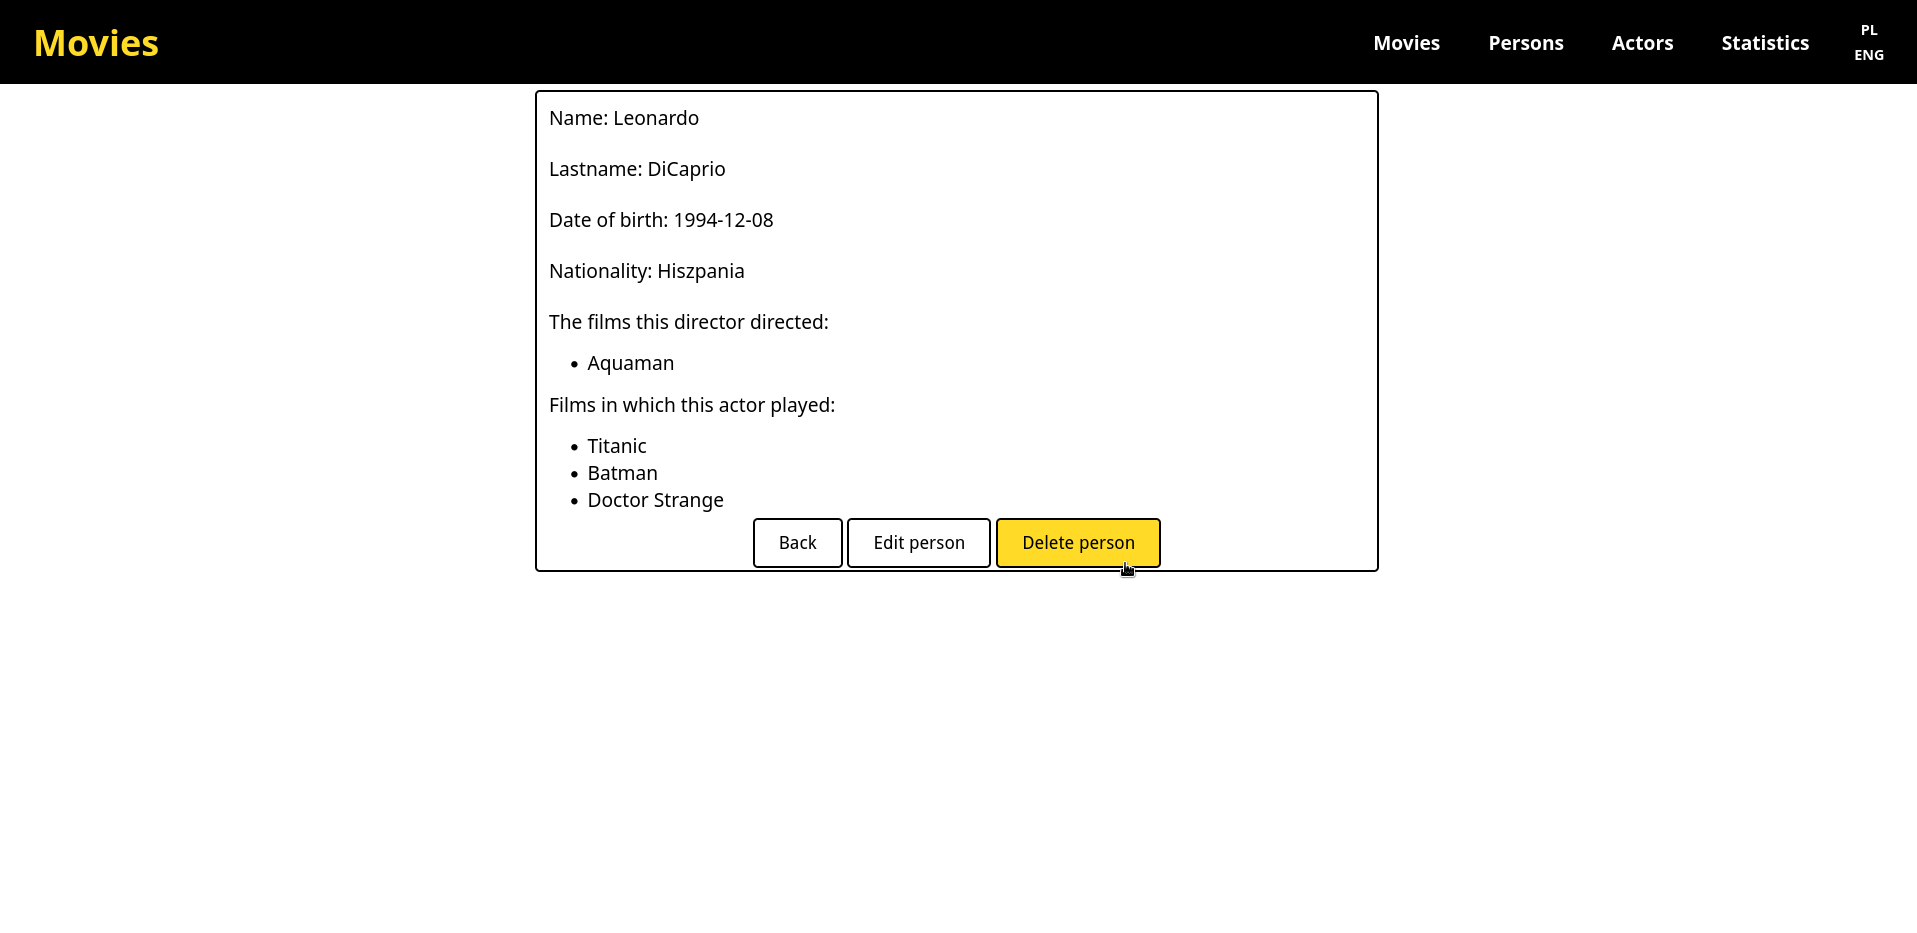 Movies
Movies Persons Actors Statistics PL
ENG
Name: Leonardo
Lastname: DiCaprio
Date of birth: 1994-12-08
Nationality: Hiszpania
The films this director directed:
Aquaman
Films in which this actor played:
Titanic
Batman
Doctor Strange
Back Edit person Delete person